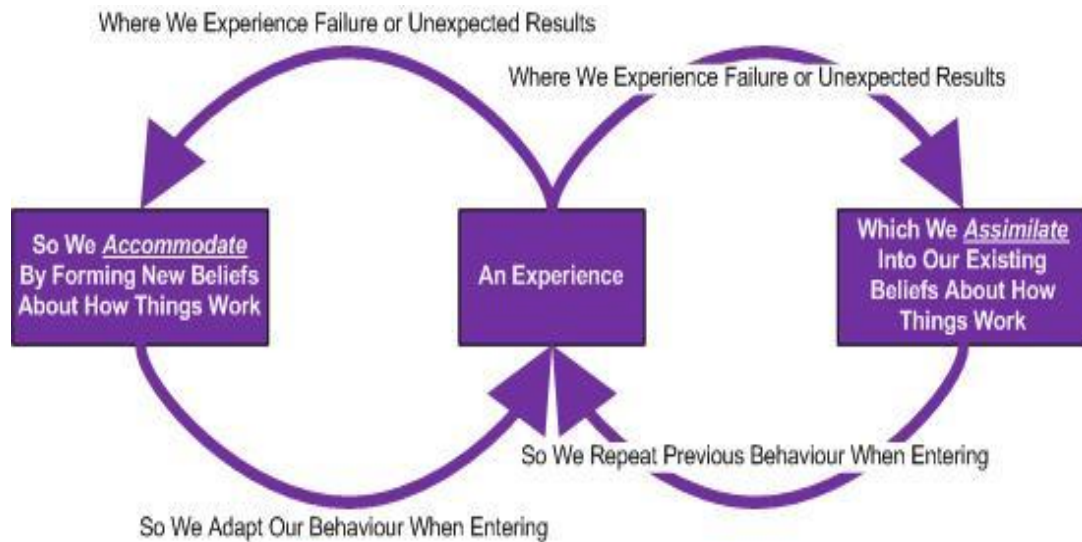 Where We Experience Failure or Unexpected Results
Where We Experience Failure or Unexpected Results
So We Accommodate
By Forming New Beliefs
About How Things Work
An Experience
Which We Assimilate
Into Our Existing
Beliefs About How
Things Work
So We Repeat Previous Behaviour When Entering
So We Adapt Our Behaviour When Entering